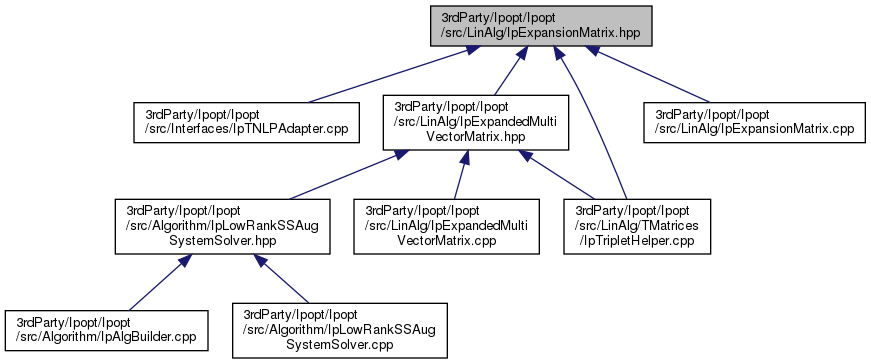 3rdParty/Ipopt/Ipopt
/src/LinAlg/IpExpansionMatrix.hpp
3rdParty/Ipopt/Ipopt
/src/Interfaces/IpTNLPAdapter.cpp
3rdParty/Ipopt/Ipopt
/src/LinAlg/IpExpandedMulti
VectorMatrix.hpp
3rdParty/Ipopt/Ipopt
/src/LinAlg/IpExpansionMatrix.cpp
3rdParty/Ipopt/Ipopt
/src/Algorithm/IpLowRankSSAug
SystemSolver.hpp
3rdParty/Ipopt/Ipopt
/src/LinAlg/IpExpandedMulti
VectorMatrix.cpp
3rdParty/Ipopt/Ipopt
/src/LinAlg/TMatrices
/IpTripletHelper.cpp
3rdParty/Ipopt/Ipopt
/src/Algorithm/IpAlgBuilder.cpp
3rdParty/Ipopt/Ipopt
/src/Algorithm/IpLowRankSSAug
SystemSolver.cpp